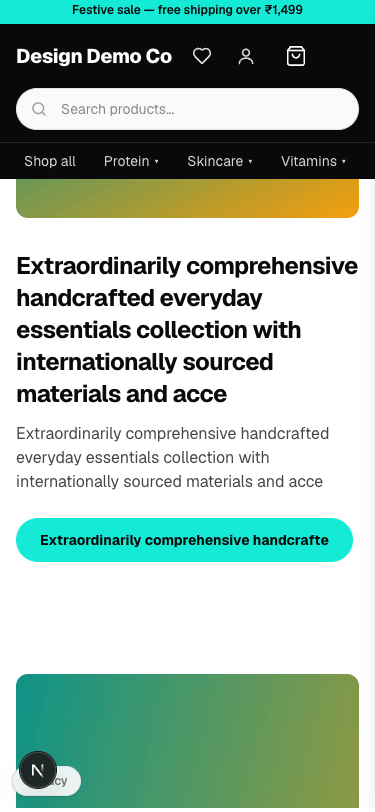 Festive sale — free shipping over ₹1,499
Design Demo Co
Search products...
Shop all Protein Skincare Vitamins
Extraordinarily comprehensive
handcrafted everyday
essentials collection with
internationally sourced
materials and acce
Extraordinarily comprehensive handcrafted
everyday essentials collection with
internationally sourced materials and acce
Extraordinarily comprehensive handcrafte
N